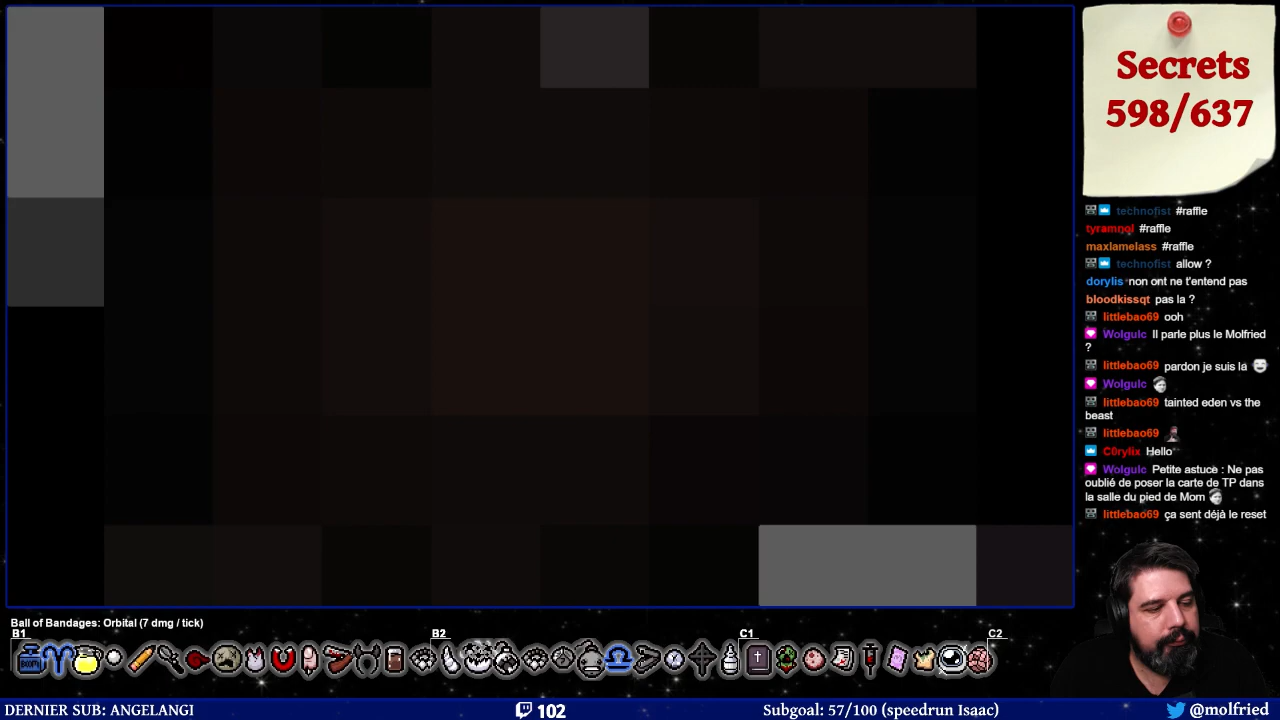 Secrets
598/637
technofist #raffle
tyramnol #raffle
maxlamelass #raffle
technofist allow ?
dorylis non ont ne t'entend pas
bloodkissqt pas la ?
littlebao69 ooh
Wolgulc Il parle plus le Molfried
?
littlebao69 pardon je suis là
Wolgulc
littlebao69 tainted eden vs the
beast
littlebao69
C0rylix Hello
Wolgulc Petite astuce : Ne pas
oublié de poser la carte de TP dans
la salle du pied de Mom
littlebao69 ça sent déjà le reset
Ball of Bandages: Orbital (7 dmg / tick)
B1 B2 C1 C2
DERNIER SUB: ANGELANGI 102 Subgoal: 57/100 (speedrun Isaac) @molfried